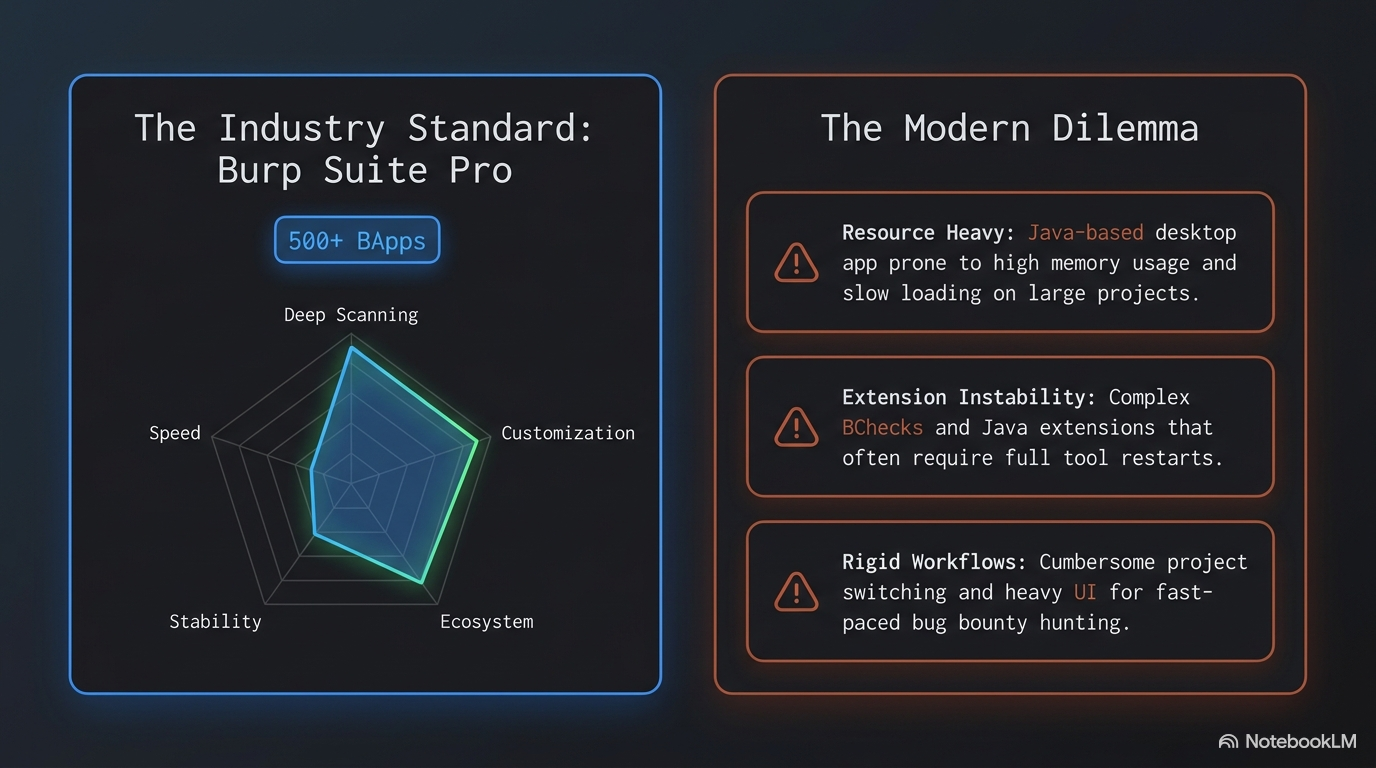 The Industry Standard:
Burp Suite Pro
500+ BApps
Deep Scanning
Speed
Customization
Stability
Ecosystem
The Modern Dilemma
Resource Heavy: Java-based desktop
app prone to high memory usage and
slow loading on large projects.
Extension Instability: Complex
BChecks and Java extensions that
often require full tool restarts.
Rigid Workflows: Cumbersome project
switching and heavy UI for fast-
paced bug bounty hunting.
NotebookLM